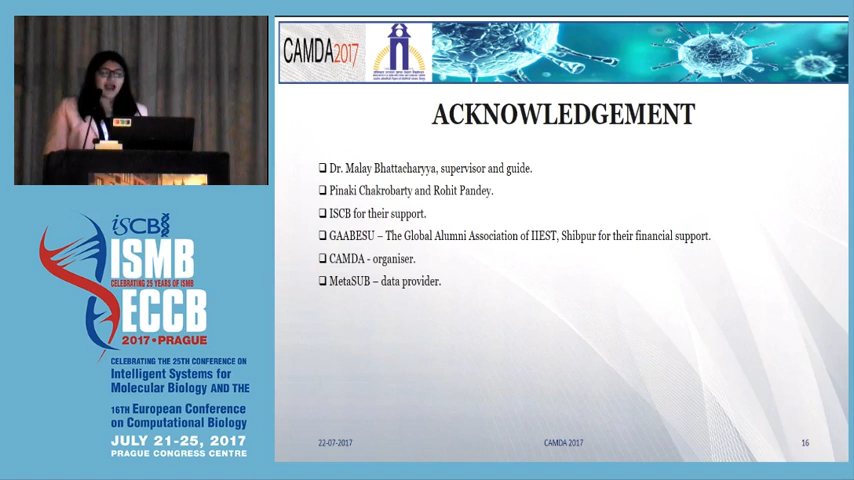 iSCB
ISMB
CELEBRATING 25 YEARS OF ISMB
ECCB
2017 • PRAGUE
CELEBRATING THE 25TH CONFERENCE ON
Intelligent Systems for
Molecular Biology AND THE
16TH European Conference
on Computational Biology
JULY 21-25, 2017
PRAGUE CONGRESS CENTRE
CAMDA2017
ACKNOWLEDGEMENT
❑ Dr. Malay Bhattacharyya, supervisor and guide.
❑ Pinaki Chakrobarty and Rohit Pandey.
❑ ISCB for their support.
❑ GAABESU – The Global Alumni Association of IIEST, Shibpur for their financial support.
❑ CAMDA - organiser.
❑ MetaSUB – data provider.
22-07-2017
CAMDA 2017
16